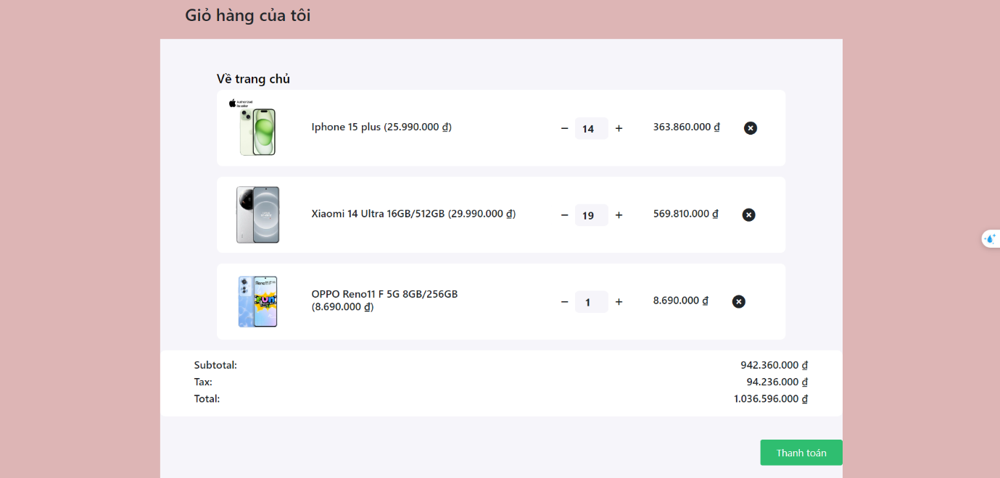 Giỏ hàng của tôi
Về trang chủ
Iphone 15 plus (25.990.000 ₫)
− 14 + 363.860.000 ₫
Xiaomi 14 Ultra 16GB/512GB (29.990.000 ₫)
− 19 + 569.810.000 ₫
Reno11 F
FUN
OPPO Reno11 F 5G 8GB/256GB
(8.690.000 ₫)
− 1 + 8.690.000 ₫
Subtotal: 942.360.000 ₫
Tax: 94.236.000 ₫
Total: 1.036.596.000 ₫
Thanh toán